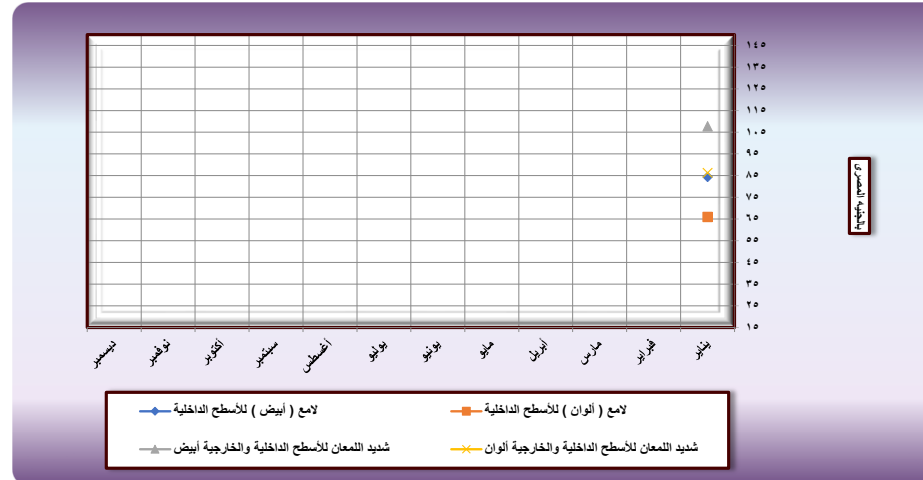 ١٤٥
١٣٥
١٢٥
١١٥
١٠٥
٩٥
٨٥
٧٥
٦٥
٥٥
٤٥
٣٥
٢٥
١٥
بالجنيه المصرى
يناير
فبراير
مارس
أبريل
مايو
يونيو
يوليو
أغسطس
سبتمبر
أكتوبر
نوفمبر
ديسمبر
لامع ( أبيض ) للأسطح الداخلية
لامع ( ألوان ) للأسطح الداخلية
شديد اللمعان للأسطح الداخلية والخارجية أبيض
شديد اللمعان للأسطح الداخلية والخارجية ألوان